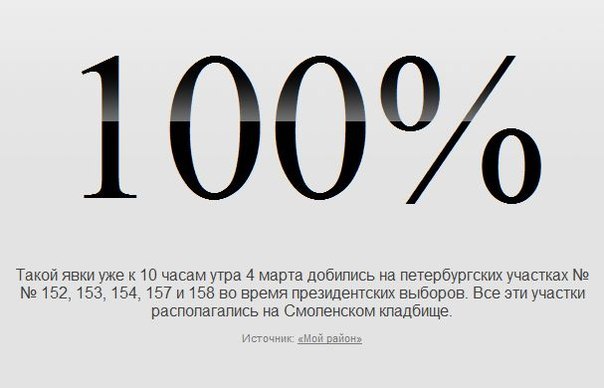 100%
Такой явки уже к 10 часам утра 4 марта добились на петербургских участках №
№ 152, 153, 154, 157 и 158 во время президентских выборов. Все эти участки
располагались на Смоленском кладбище.
Источник: «Мой район»